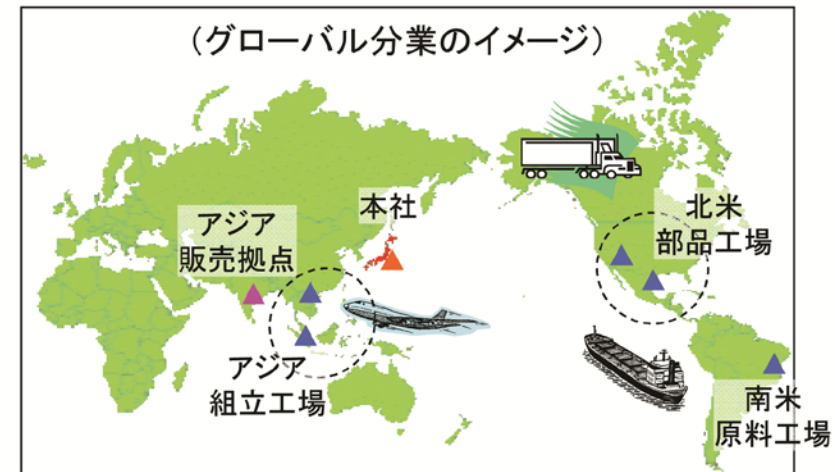 （グローバル分業のイメージ）
本社
アジア
販売拠点
北米
部品工場
アジア
組立工場
南米
原料工場